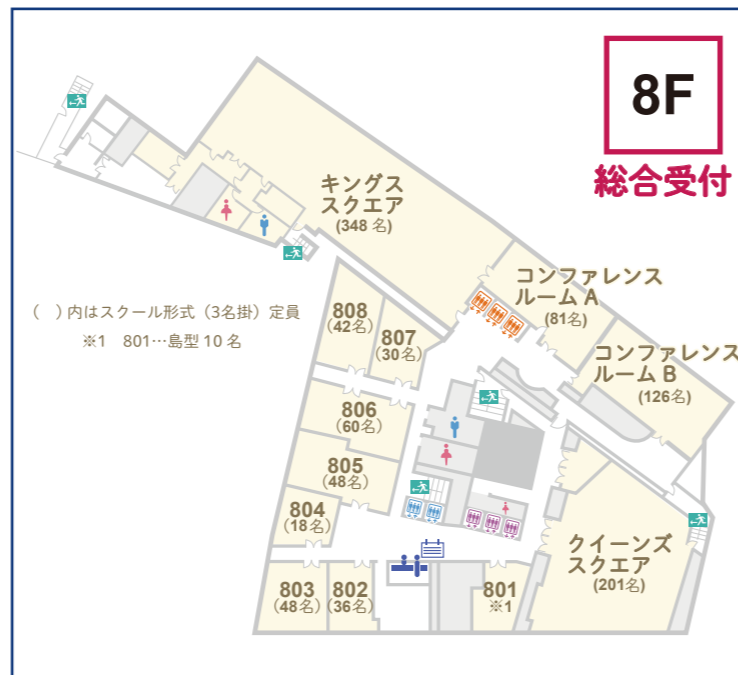 8F
総合受付
キングス
スクエア
(348 名)
コンファレンス
ルーム A
(81名)
コンファレンス
ルーム B
(126名)
( ）内はスクール形式（3名掛）定員
※1 801…島型 10 名
808
(42名)
807
(30名)
806
(60名)
805
(48名)
804
(18名)
803
(48名)
802
(36名)
801
※1
クイーンズ
スクエア
(201名)